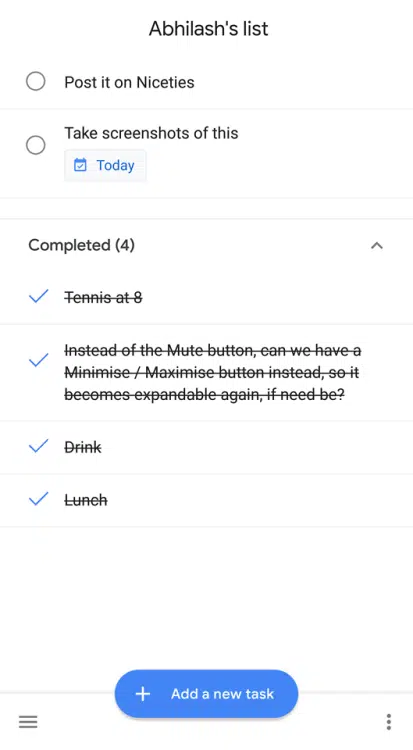 Abhilash's list
Post it on Niceties
Take screenshots of this
Today
Completed (4)
Tennis at 8
Instead of the Mute button, can we have a
Minimise / Maximise button instead, so it
becomes expandable again, if need be?
Drink
Lunch
Add a new task